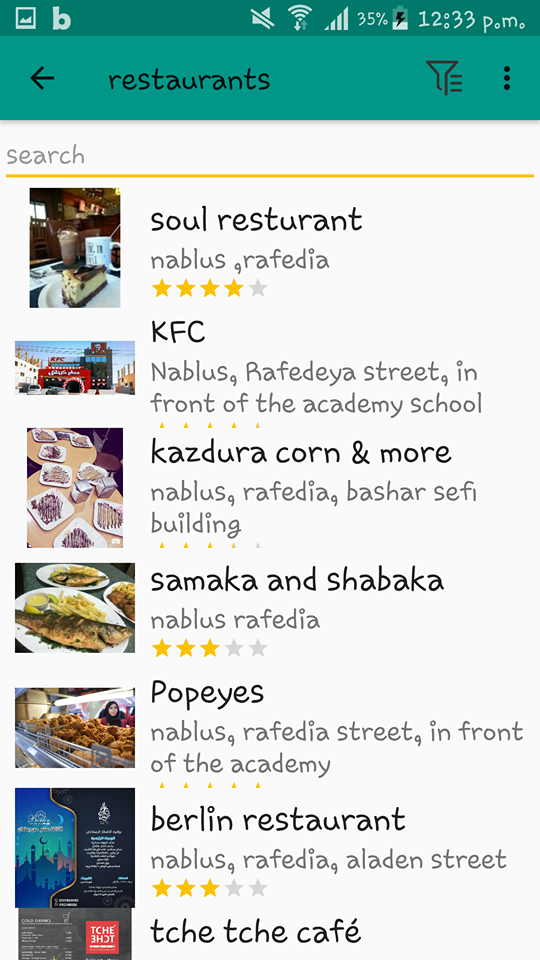 b
35%
12:33 p.m.
restaurants
search
soul resturant
nablus ,rafedia
KFC
KFC
Nablus, Rafedeya street, in
front of the academy school
kazdura corn & more
nablus, rafedia, bashar sefi
building
samaka and shabaka
nablus rafedia
Popeyes
nablus, rafedia street, in front
of the academy
berlin restaurant
nablus, rafedia, aladen street
COLD DRINKS
TCHÉ
tche tche café